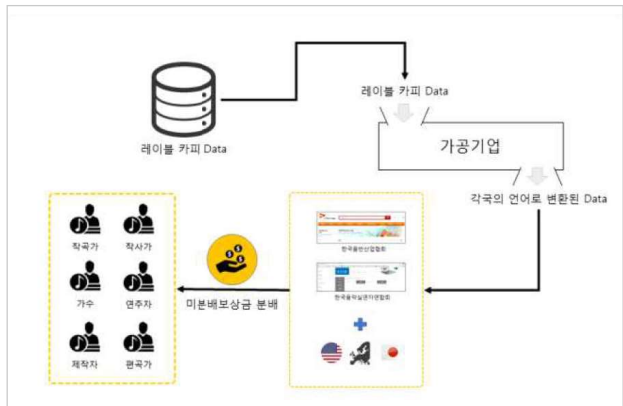 레이블 카피 Data
레이블 카피 Data
가공기업
각국의 언어로 변환된 Data
한국음반산업협회
한국음악실연자연합회
미분배보상금 분배
작곡가
작사가
가수
연주자
제작자
편곡가